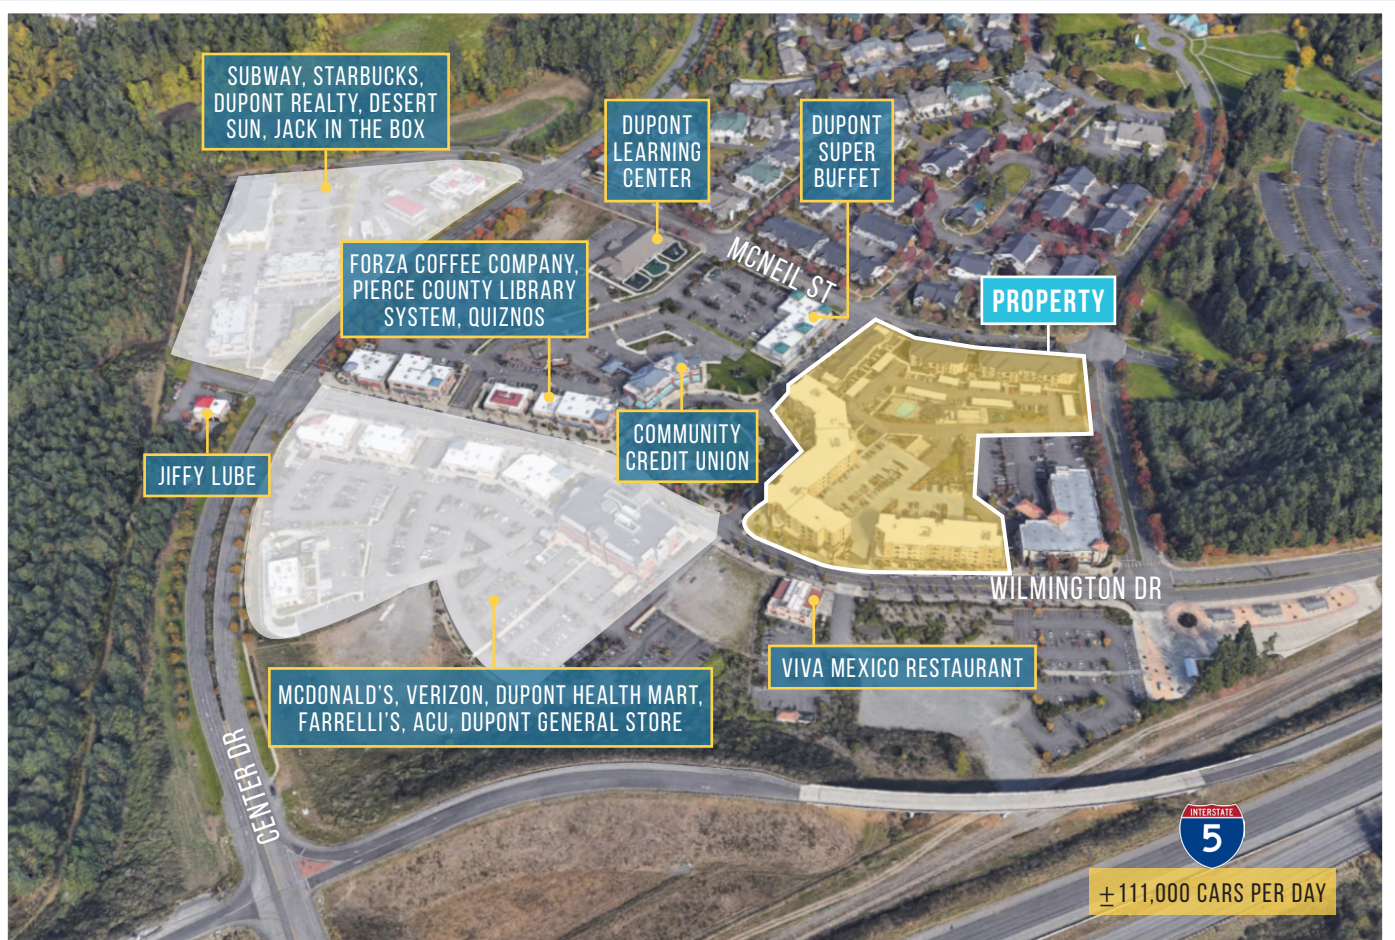 SUBWAY, STARBUCKS,
DUPONT REALTY, DESERT
SUN, JACK IN THE BOX
DUPONT
LEARNING
CENTER
DUPONT
SUPER
BUFFET
MCNEIL ST
FORZA COFFEE COMPANY,
PIERCE COUNTY LIBRARY
SYSTEM, QUIZNOS
PROPERTY
COMMUNITY
CREDIT UNION
JIFFY LUBE
WILMINGTON DR
VIVA MEXICO RESTAURANT
MCDONALD'S, VERIZON, DUPONT HEALTH MART,
FARRELLI'S, ACU, DUPONT GENERAL STORE
CENTER DR
INTERSTATE
5
±111,000 CARS PER DAY